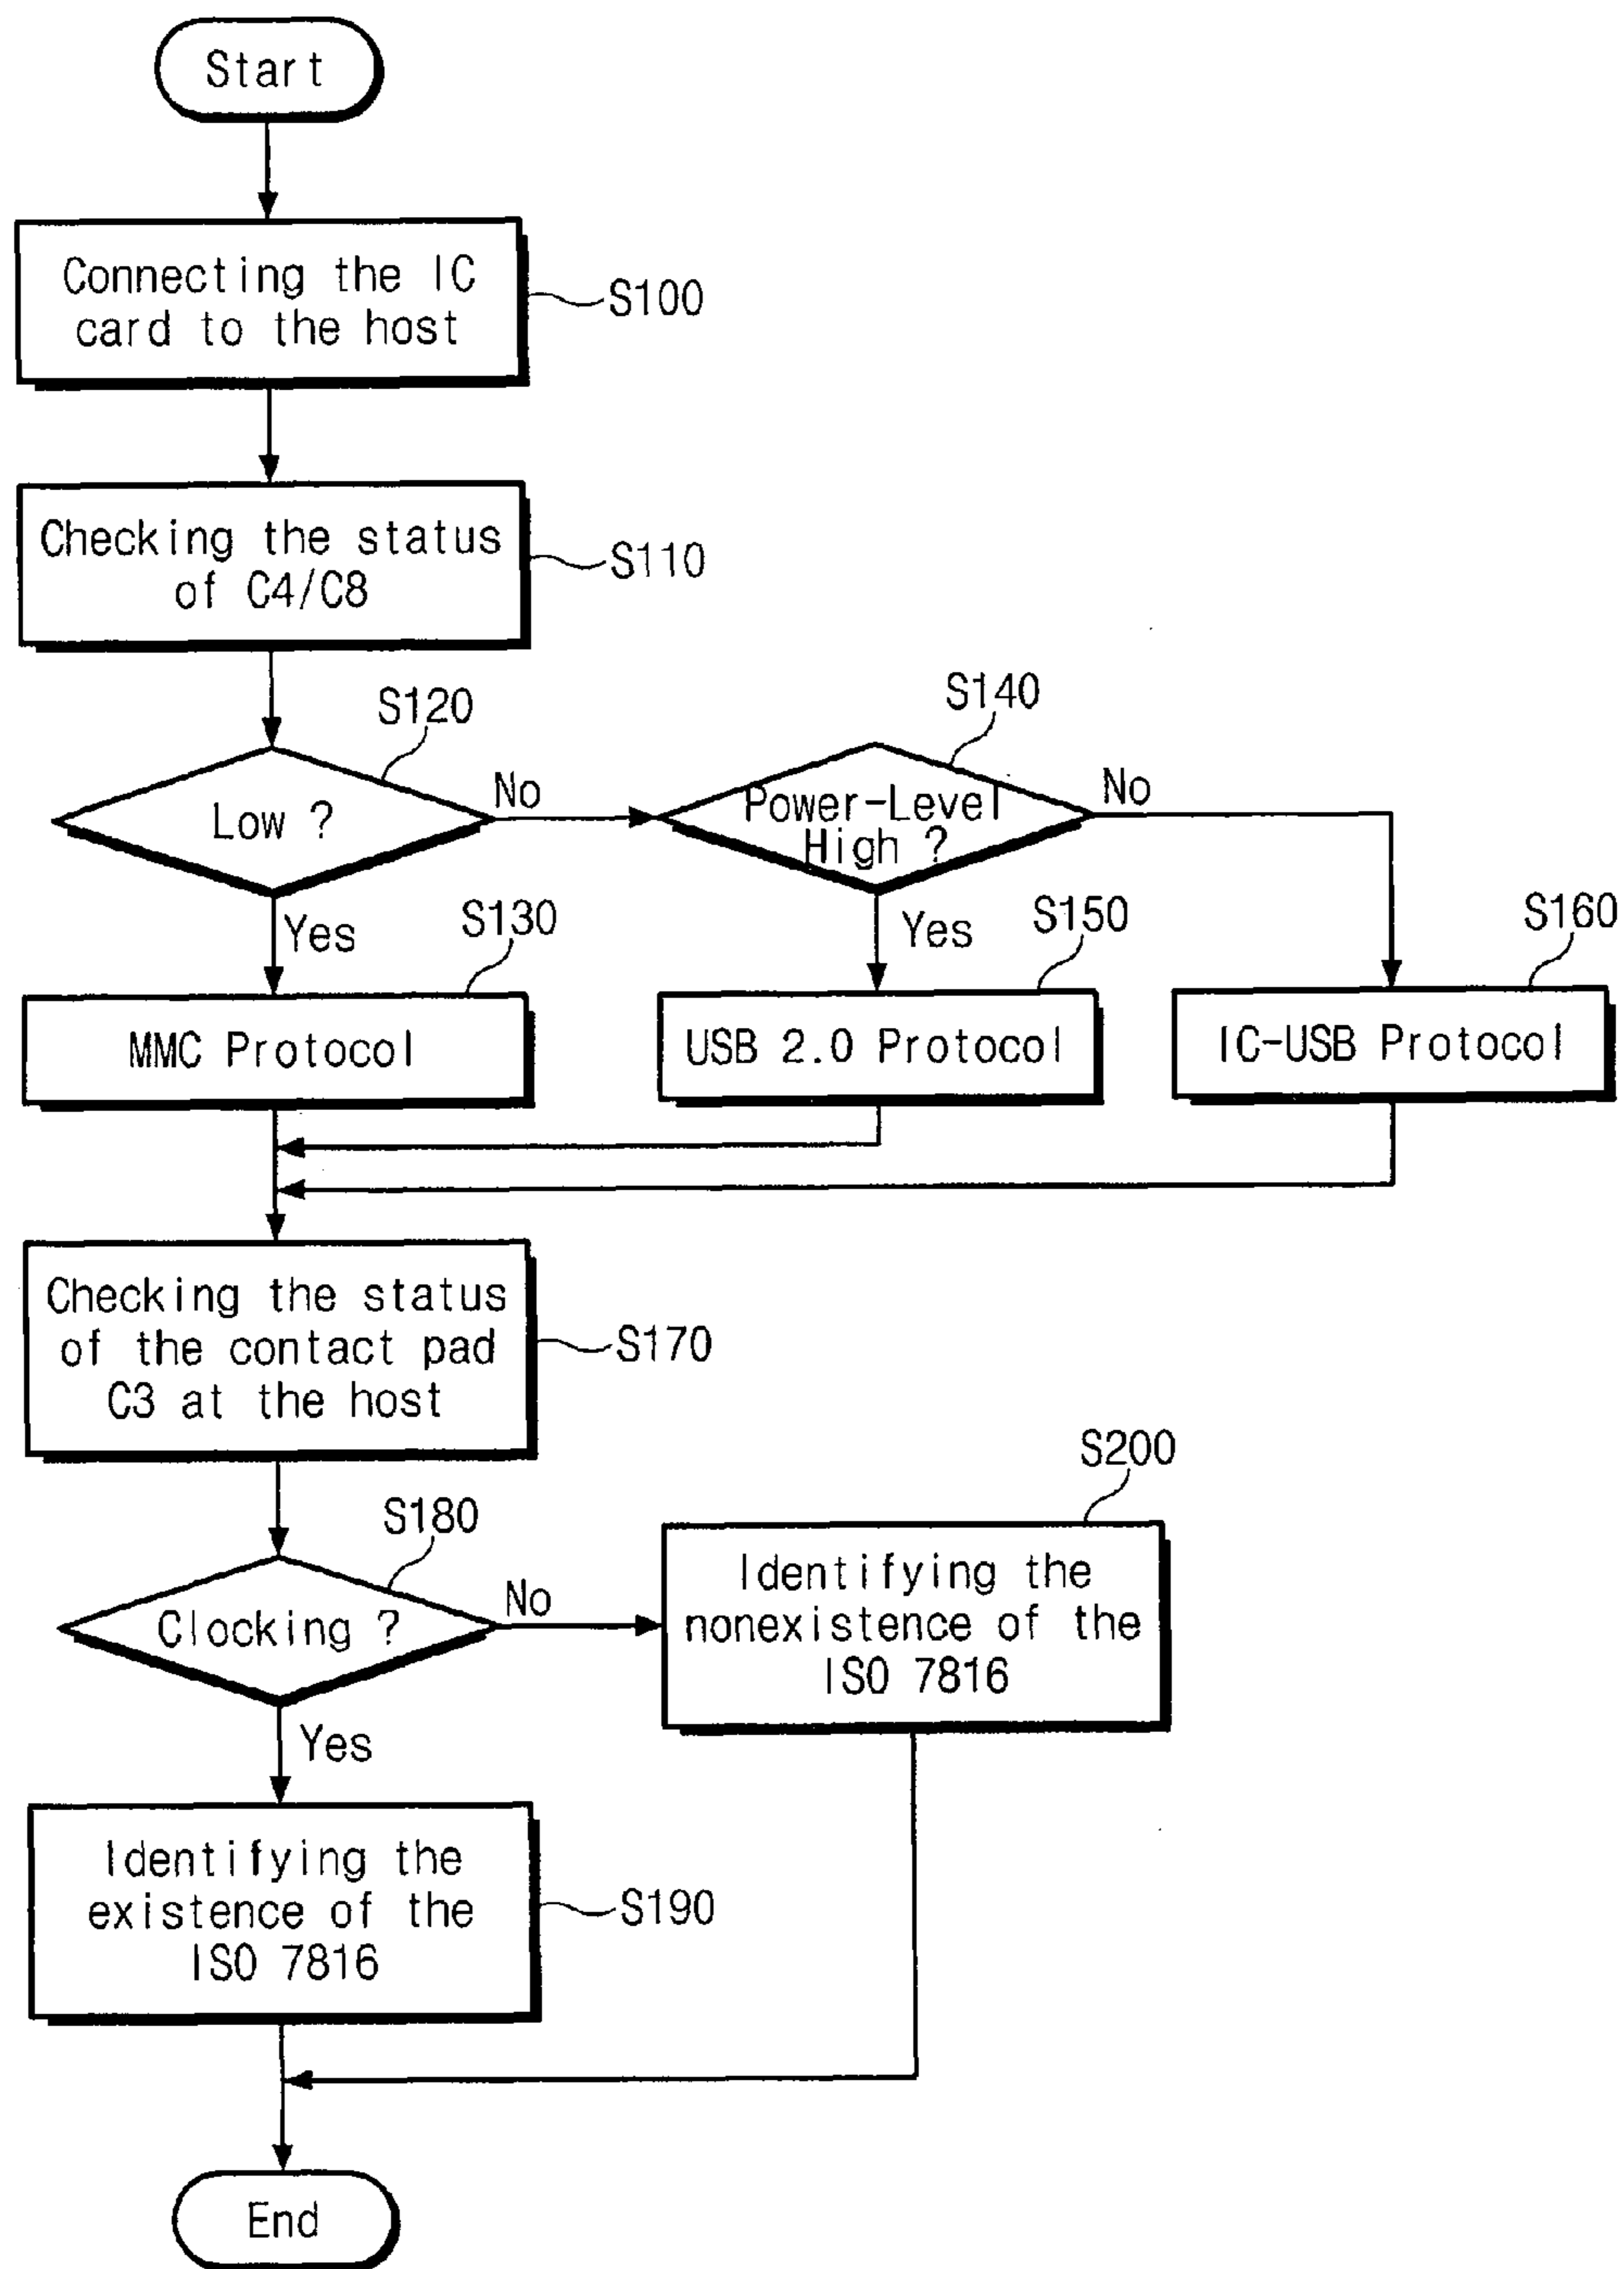 Start
Connecting the IC
card to the host
S100
Checking the status
of C4/C8
S110
S120
Low ?
No
Yes
S140
Power-Level
High ?
No
Yes
S130
MMC Protocol
S150
USB 2.0 Protocol
S160
IC-USB Protocol
Checking the status
of the contact pad
C3 at the host
S170
S180
Clocking ?
No
Yes
S200
Identifying the
nonexistence of the
ISO 7816
Identifying the
existence of the
ISO 7816
S190
End